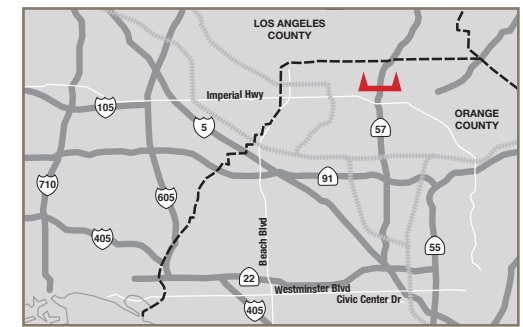 LOS ANGELES
COUNTY
Imperial Hwy
105
5
57
ORANGE
COUNTY
91
710
605
405
55
Beach Blvd
22
Westminster Blvd
Civic Center Dr
405